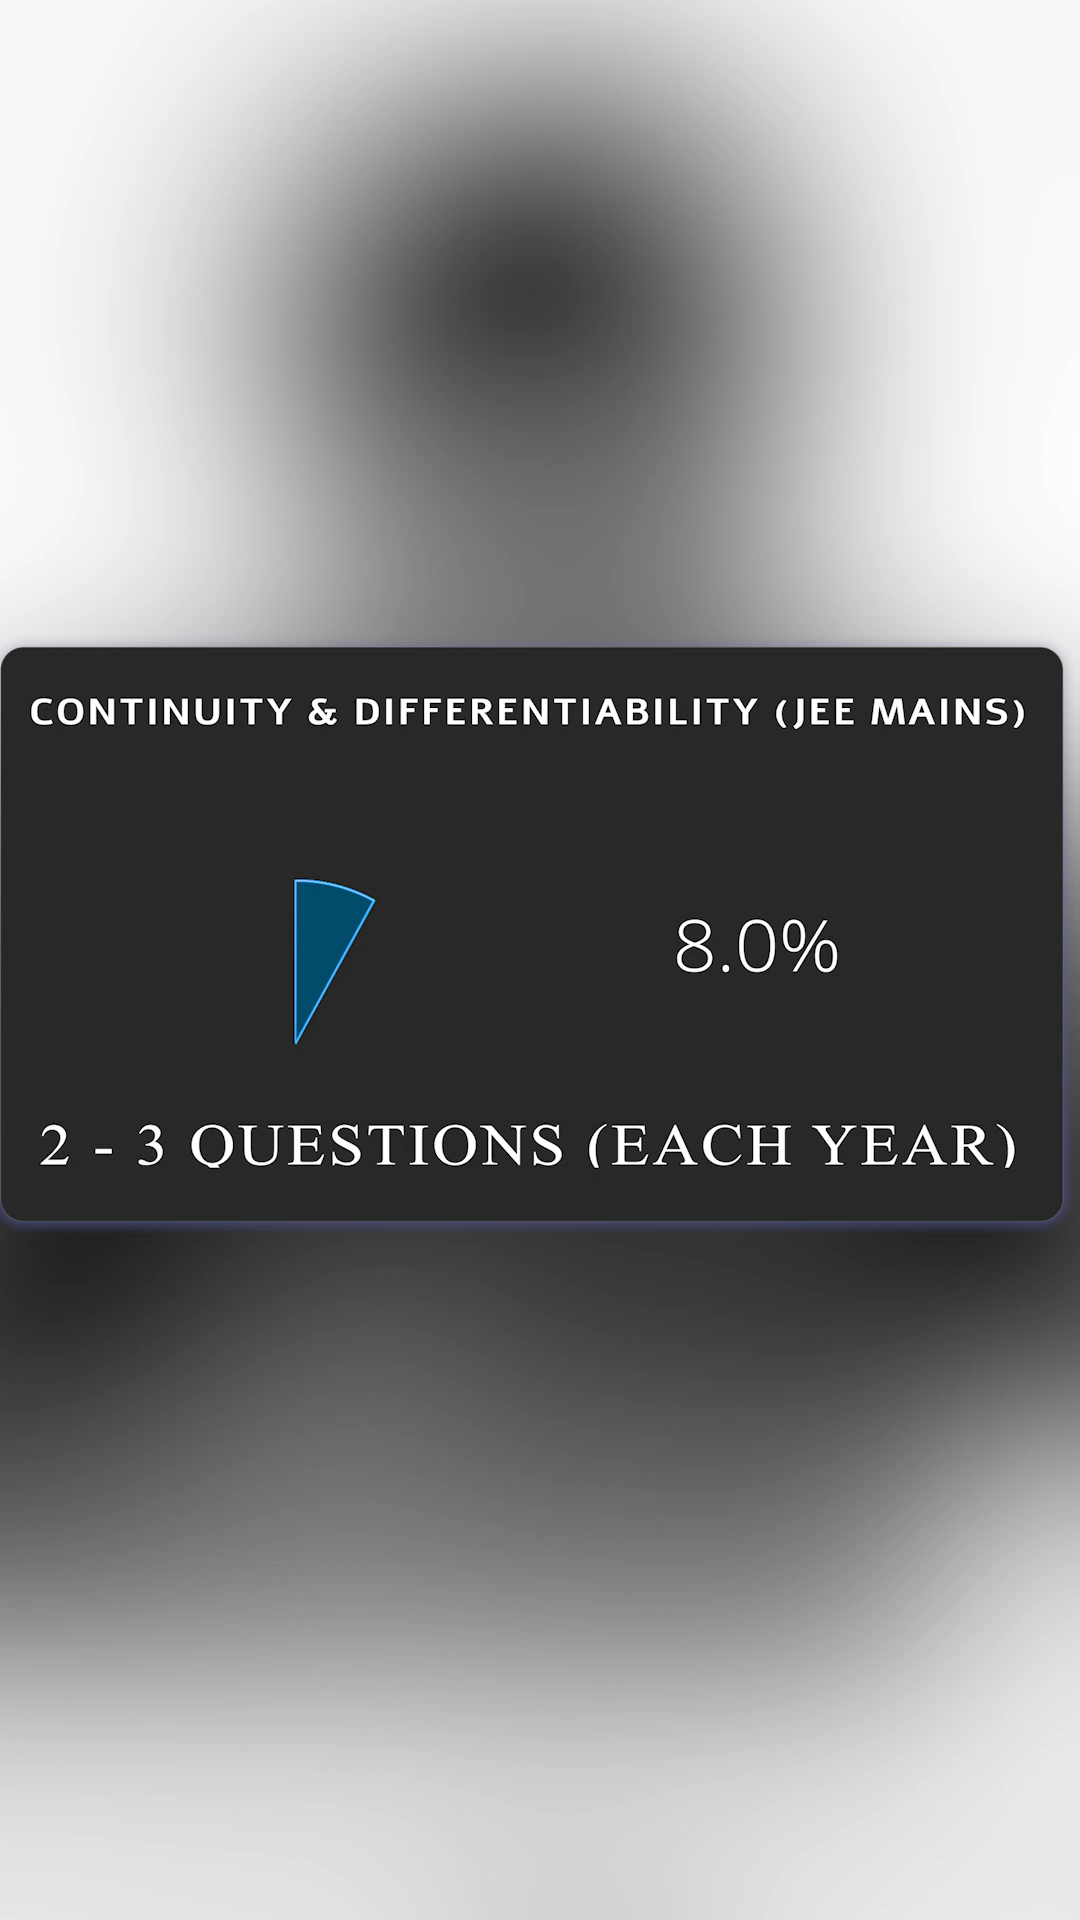 CONTINUITY & DIFFERENTIABILITY (JEE MAINS)
8.0%
2 - 3 QUESTIONS (EACH YEAR)